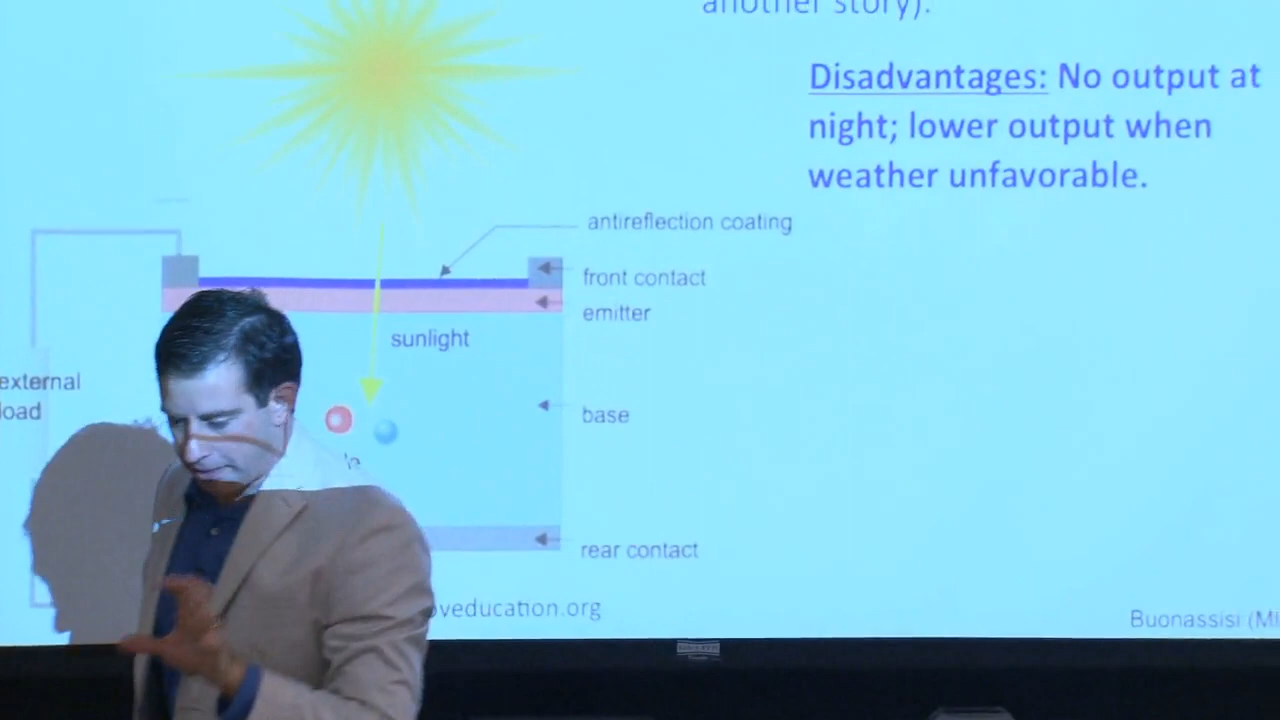 another story).
Disadvantages: No output at
night; lower output when
weather unfavorable.
antireflection coating
front contact
emitter
sunlight
external
load
base
rear contact
veducation.org
Buonassisi (MI